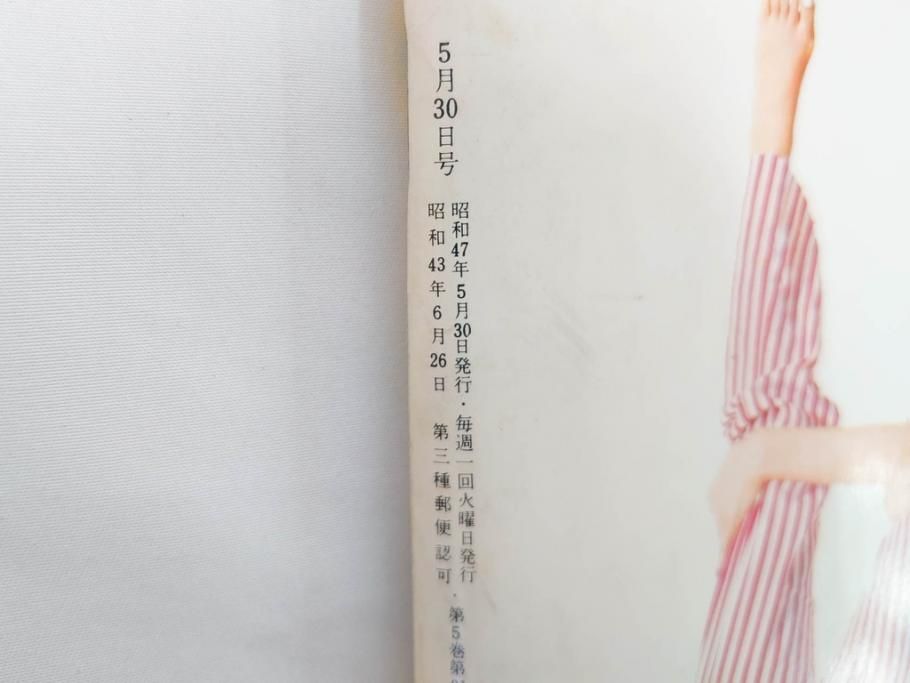 5月30日号
昭和47年5月30日発行・毎週一回火曜日発行
昭和43年6月26日 第三種郵便認可・第5巻第